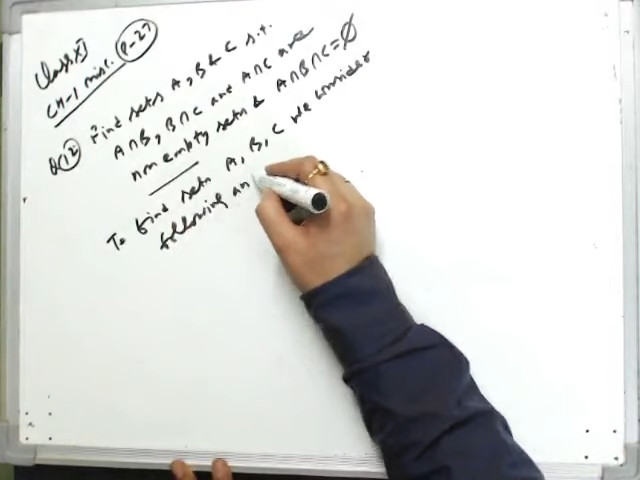 Class XI
CH-1 misc. P-27
Q12 Find sets A, B & C s.t.
A∩B, B∩C and A∩C are
non empty sets & A∩B∩C=Ø
To find sets A, B, C we consider
following an